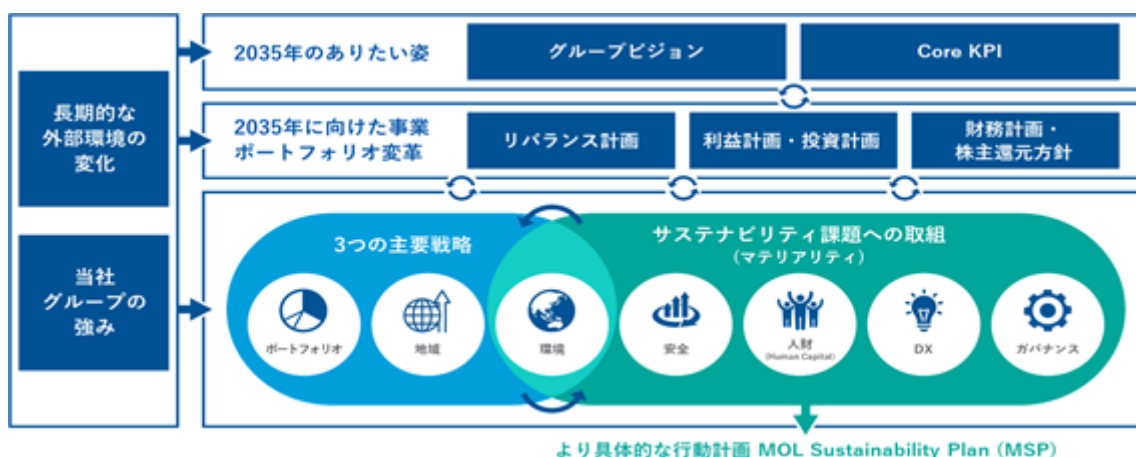 長期的な
外部環境の
変化
当社
グループの
強み
2035年のありたい姿
グループビジョン
Core KPI
2035年に向けた事業
ポートフォリオ変革
リバランス計画
利益計画・投資計画
財務計画・
株主還元方針
3つの主要戦略
サステナビリティ課題への取組
(マテリアリティ)
ポートフォリオ
地域
環境
安全
人財
(Human Capital)
DX
ガバナンス
より具体的な行動計画 MOL Sustainability Plan (MSP)